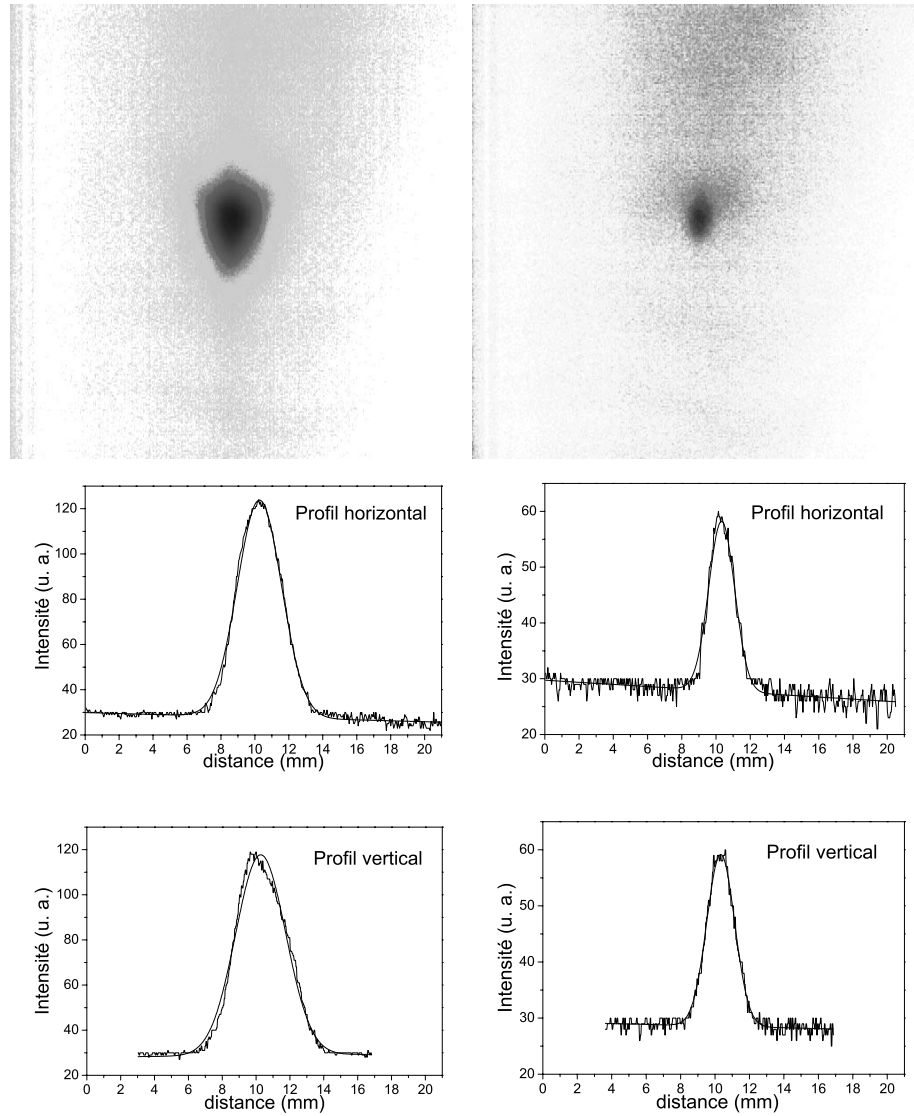 Profil horizontal
Intensité (u. a.)
120
100
80
60
40
20
0 2 4 6 8 10 12 14 16 18 20
distance (mm)
Profil horizontal
Intensité (u. a.)
60
50
40
30
20
0 2 4 6 8 10 12 14 16 18 20
distance (mm)
Profil vertical
Intensité (u. a.)
120
100
80
60
40
20
0 2 4 6 8 10 12 14 16 18 20
distance (mm)
Profil vertical
Intensité (u. a.)
60
50
40
30
20
0 2 4 6 8 10 12 14 16 18 20
distance (mm)